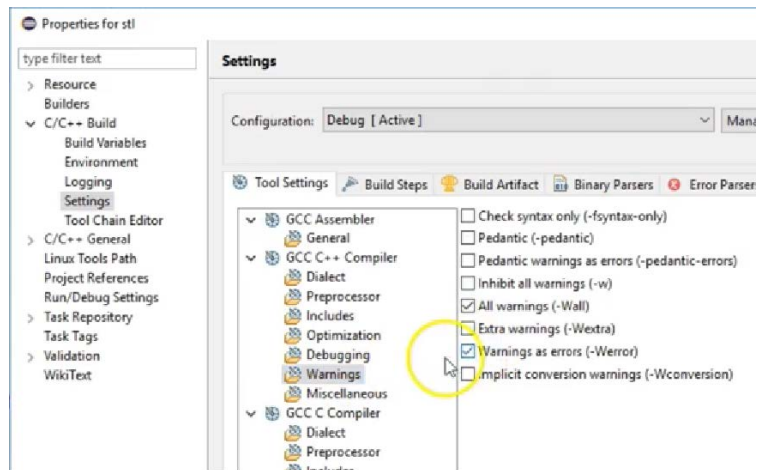 Properties for stl
type filter text
Resource
Builders
C/C++ Build
Build Variables
Environment
Logging
Settings
Tool Chain Editor
C/C++ General
Linux Tools Path
Project References
Run/Debug Settings
Task Repository
Task Tags
Validation
WikiText
Settings
Configuration: Debug [ Active ]
Tool Settings Build Steps Build Artifact Binary Parsers Error Parser
GCC Assembler
General
GCC C++ Compiler
Dialect
Preprocessor
Includes
Optimization
Debugging
Warnings
Miscellaneous
GCC C Compiler
Dialect
Preprocessor
Includes
Check syntax only (-fsyntax-only)
Pedantic (-pedantic)
Pedantic warnings as errors (-pedantic-errors)
Inhibit all warnings (-w)
All warnings (-Wall)
Extra warnings (-Wextra)
Warnings as errors (-Werror)
Implicit conversion warnings (-Wconversion)